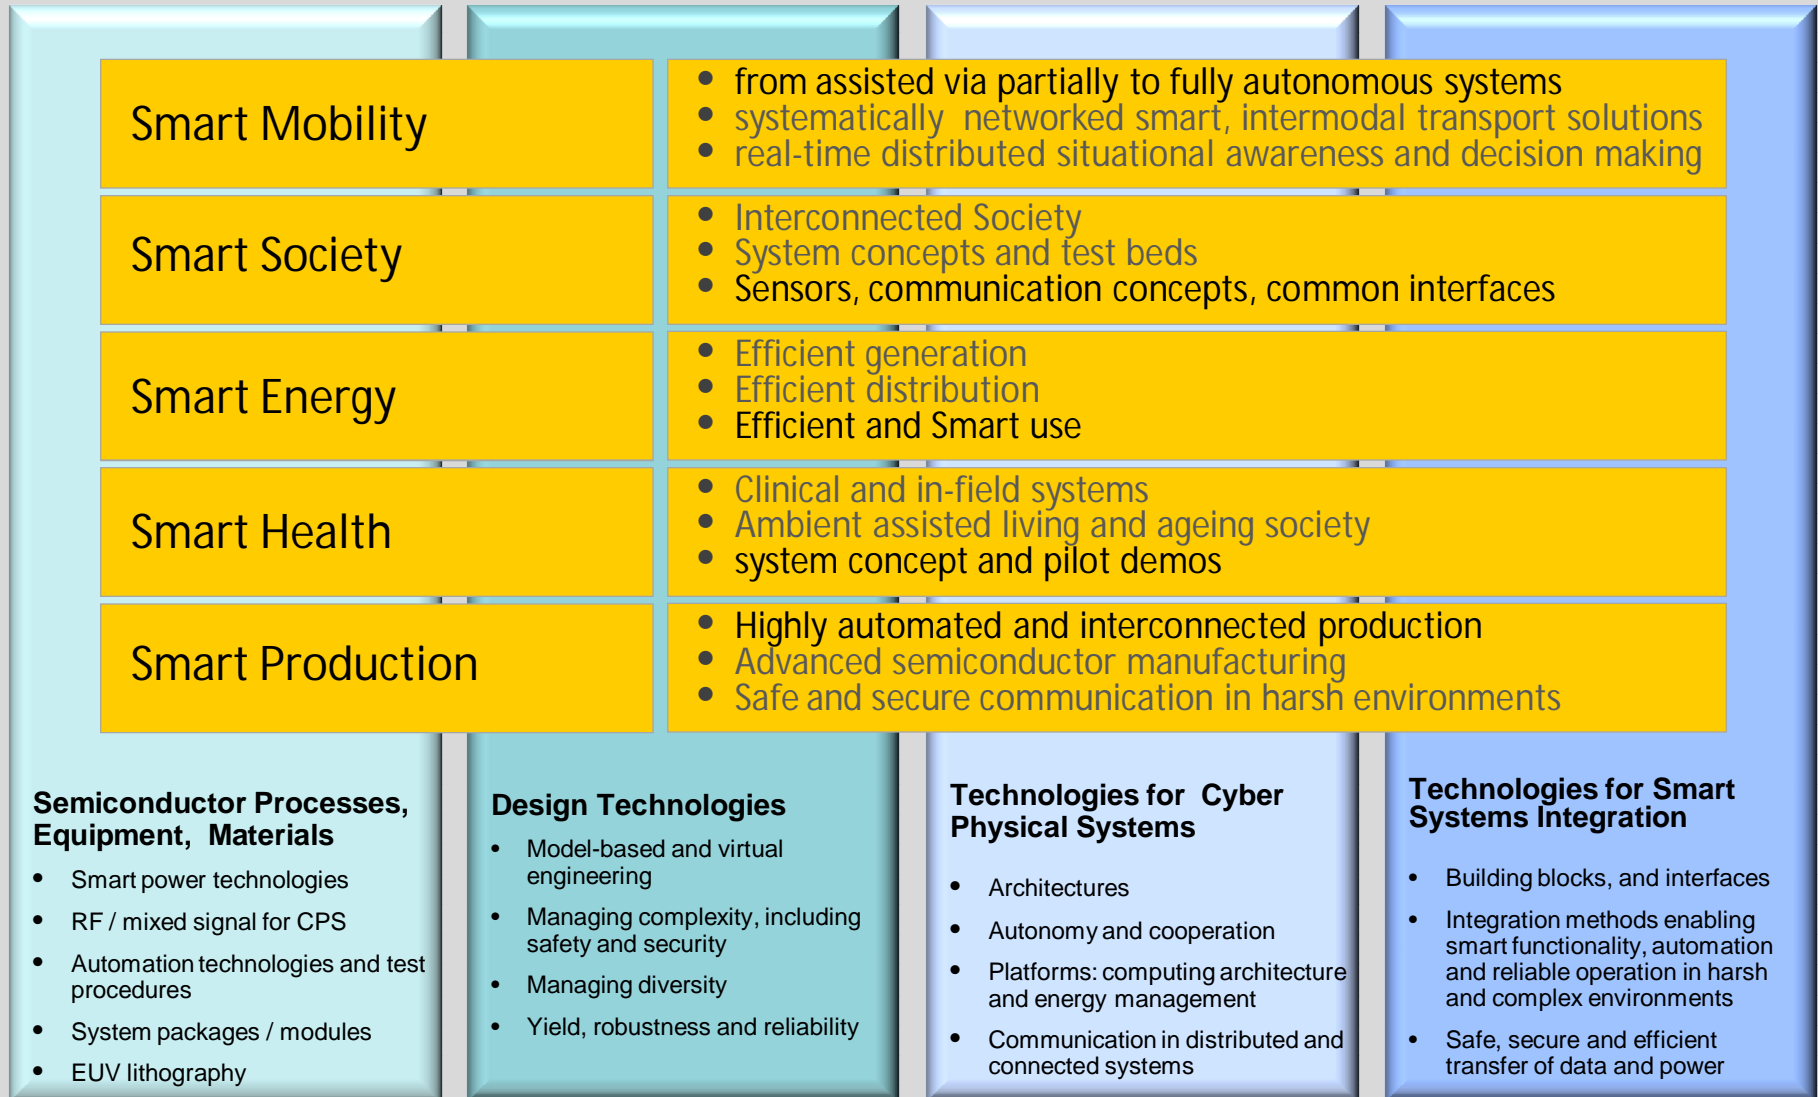 Smart Mobility
• from assisted via partially to fully autonomous systems
• systematically networked smart, intermodal transport solutions
• real-time distributed situational awareness and decision making
Smart Society
• Interconnected Society
• System concepts and test beds
• Sensors, communication concepts, common interfaces
Smart Energy
• Efficient generation
• Efficient distribution
• Efficient and Smart use
Smart Health
• Clinical and in-field systems
• Ambient assisted living and ageing society
• system concept and pilot demos
Smart Production
• Highly automated and interconnected production
• Advanced semiconductor manufacturing
• Safe and secure communication in harsh environments
Semiconductor Processes,
Equipment, Materials
• Smart power technologies
• RF / mixed signal for CPS
• Automation technologies and test
procedures
• System packages / modules
• EUV lithography
Design Technologies
• Model-based and virtual
engineering
• Managing complexity, including
safety and security
• Managing diversity
• Yield, robustness and reliability
Technologies for Cyber
Physical Systems
• Architectures
• Autonomy and cooperation
• Platforms: computing architecture
and energy management
• Communication in distributed and
connected systems
Technologies for Smart
Systems Integration
• Building blocks, and interfaces
• Integration methods enabling
smart functionality, automation
and reliable operation in harsh
and complex environments
• Safe, secure and efficient
transfer of data and power